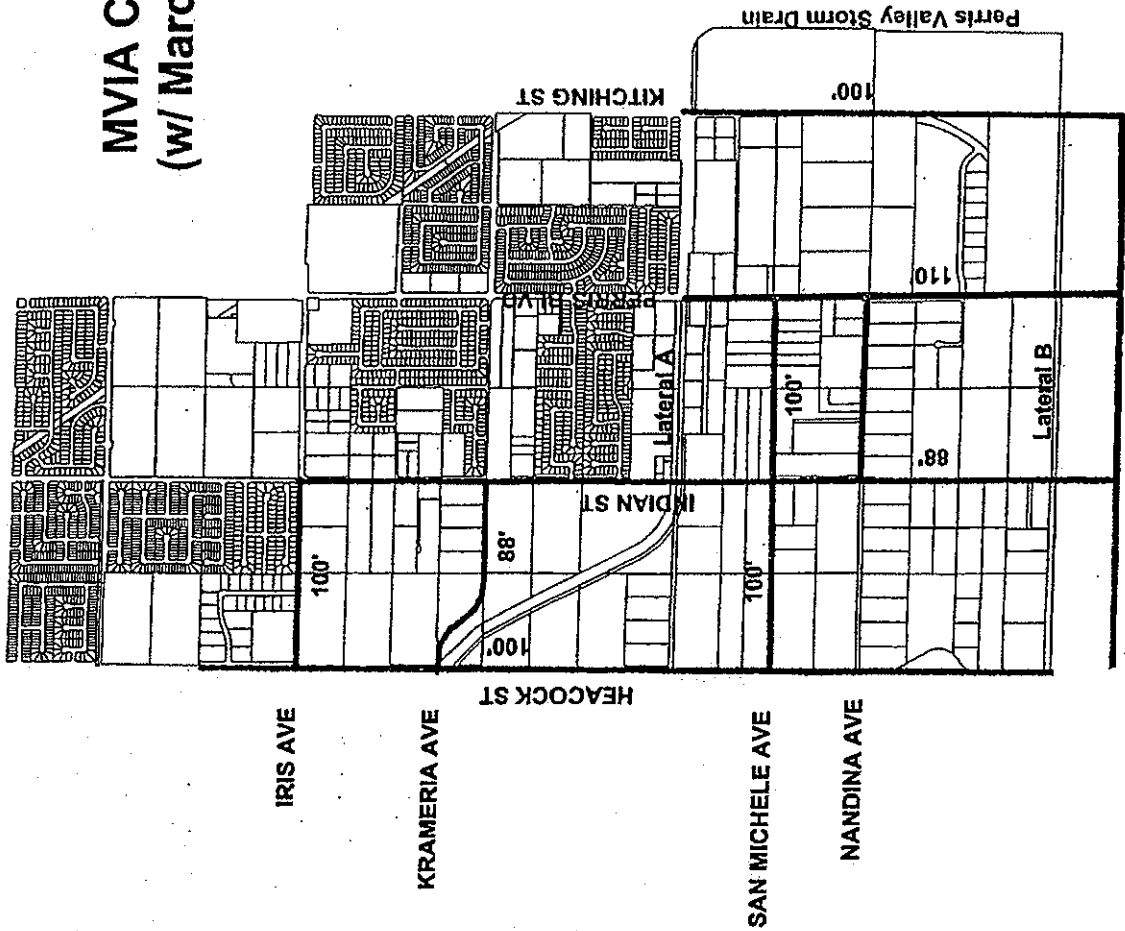 MVIA C
(w/ Marc
Perris Valley Storm Drain
KITCHING ST
100'
PERRIS BLVD
110'
Lateral A
100'
88'
Lateral B
INDIAN ST
100'
88'
100'
100'
HEACOCK ST
IRIS AVE
KRAMERIA AVE
SAN MICHELE AVE
NANDINA AVE